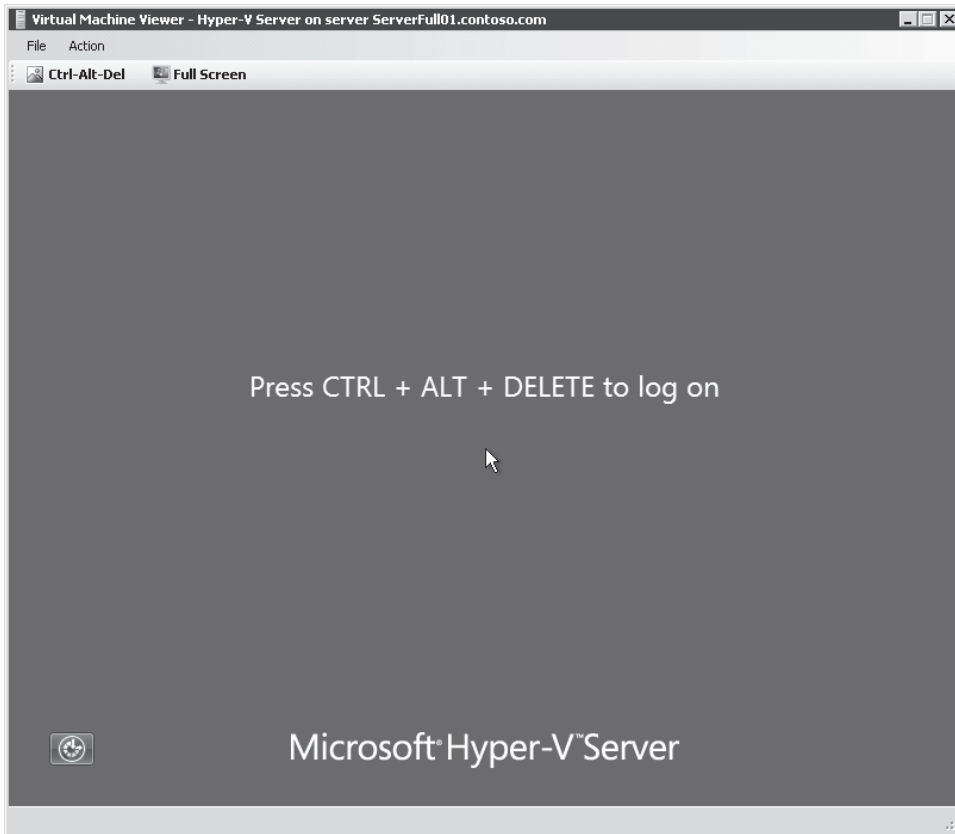 Virtual Machine Viewer - Hyper-V Server on server ServerFull01.contoso.com
File Action
Ctrl-Alt-Del Full Screen
Press CTRL + ALT + DELETE to log on
Microsoft® Hyper-V™ Server